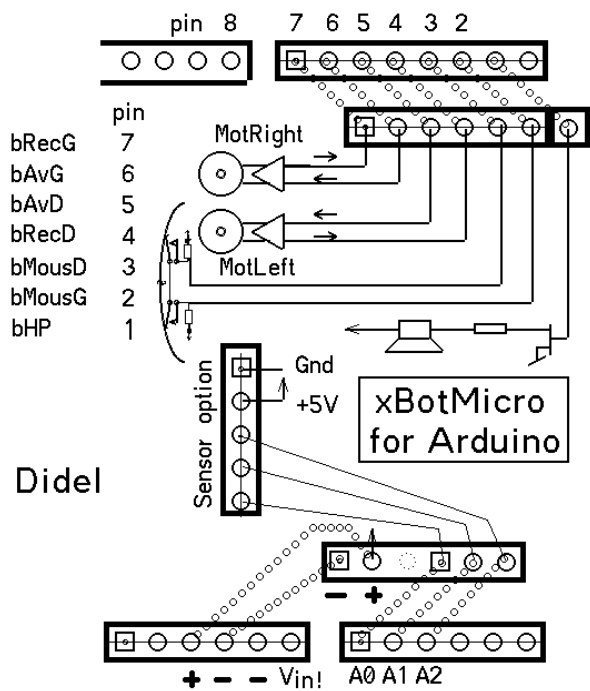 pin 8 7 6 5 4 3 2
pin
bRecG 7
bAvG 6
bAvD 5
bRecD 4
bMousD 3
bMousG 2
bHP 1
MotRight
MotLeft
Sensor option
Gnd
+5V
xBotMicro
for Arduino
Didel
− +
+ − − Vin!
A0 A1 A2